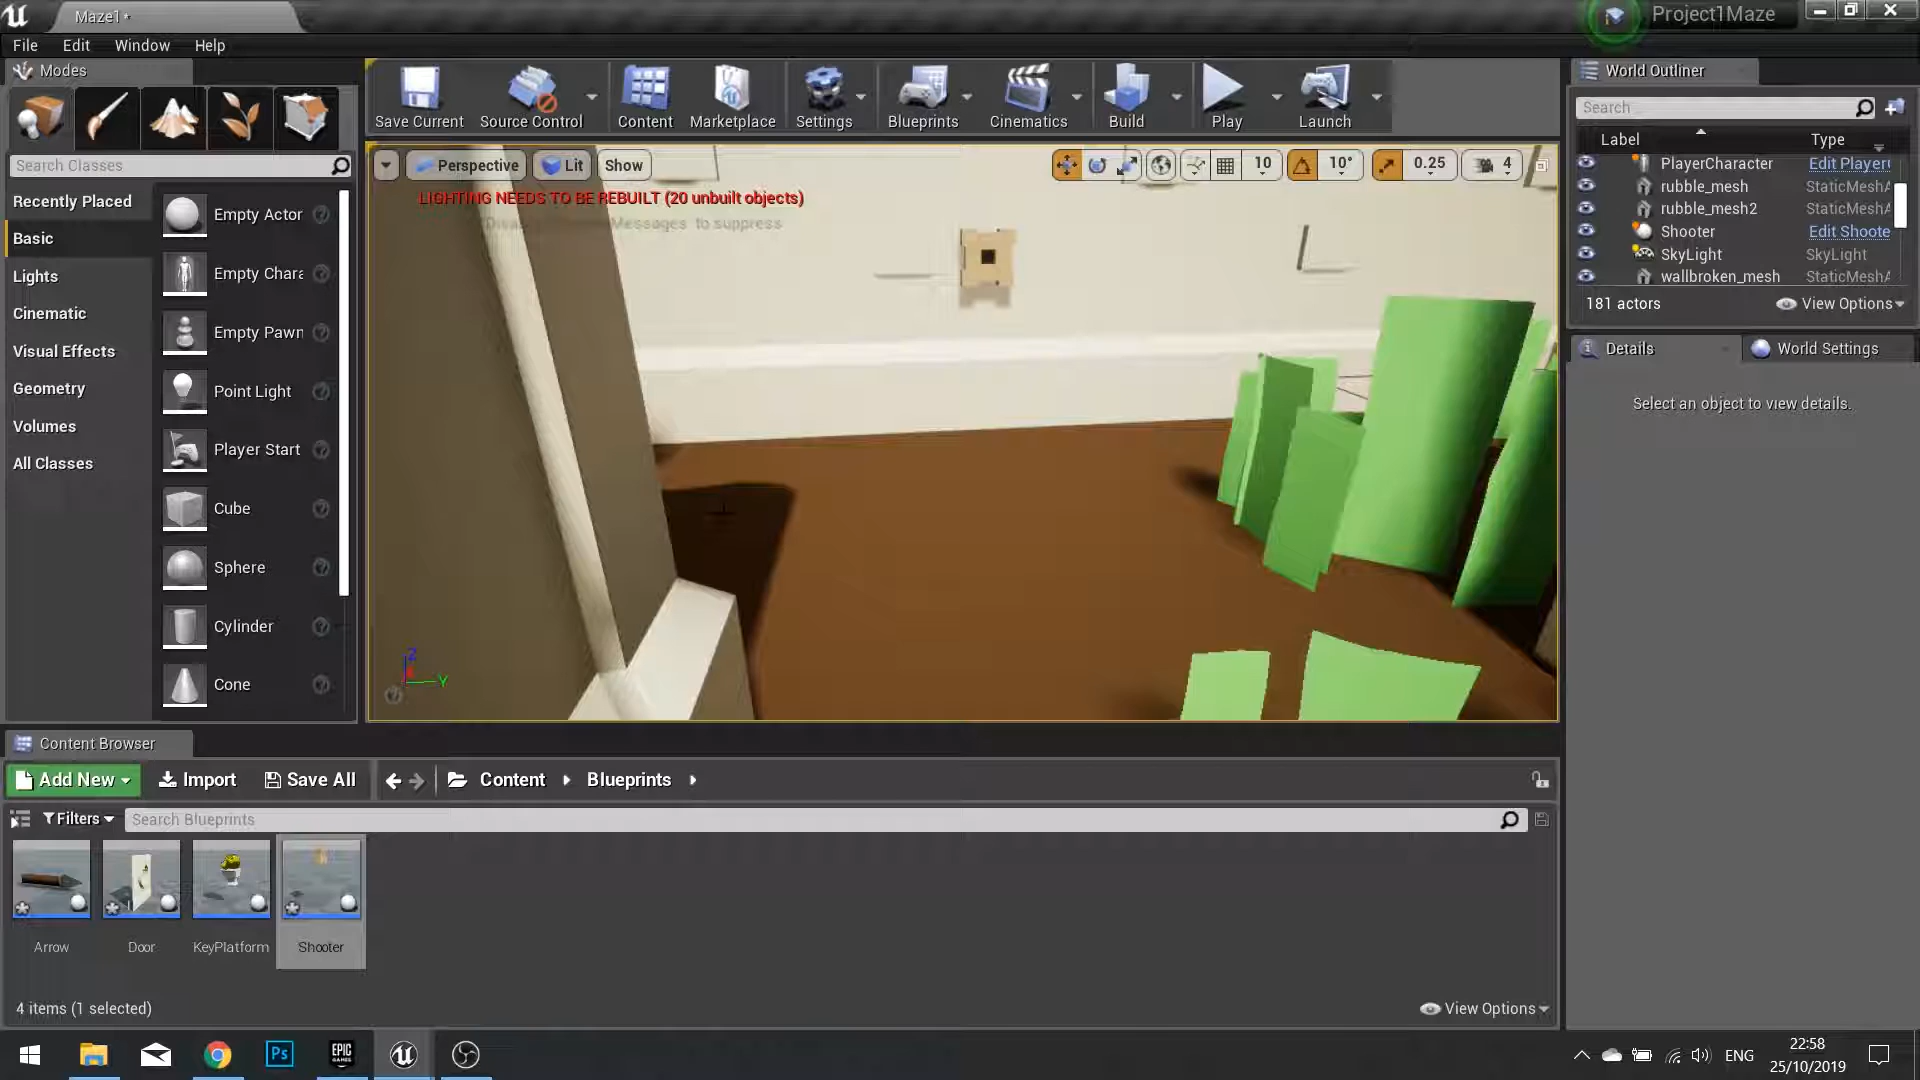 Maze1*
Project1Maze
File Edit Window Help
Modes
Search Classes
Recently Placed
Basic
Lights
Cinematic
Visual Effects
Geometry
Volumes
All Classes
Empty Actor
Empty Chara
Empty Pawn
Point Light
Player Start
Cube
Sphere
Cylinder
Cone
Save Current
Source Control
Content
Marketplace
Settings
Blueprints
Cinematics
Build
Play
Launch
Perspective
Lit
Show
10
10°
0.25
4
LIGHTING NEEDS TO BE REBUILT (20 unbuilt objects)
Messages to suppress
Z
Y
World Outliner
Search
Label Type
PlayerCharacter Edit Player
rubble_mesh StaticMeshA
rubble_mesh2 StaticMeshA
Shooter Edit Shoote
SkyLight SkyLight
wallbroken_mesh StaticMeshA
181 actors
View Options
Details
World Settings
Select an object to view details.
Content Browser
Add New
Import
Save All
Content
Blueprints
Filters
Search Blueprints
Arrow
Door
KeyPlatform
Shooter
4 items (1 selected)
View Options
Ps
EPIC
GAMES
ENG
22:58
25/10/2019